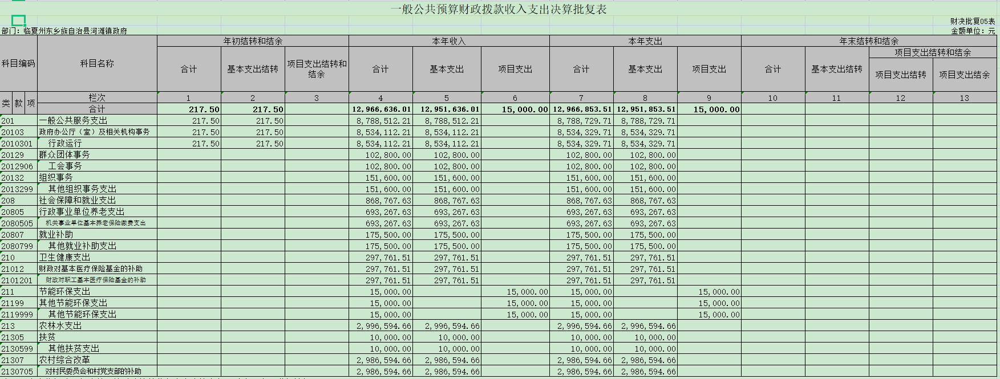 一般公共预算财政拨款收入支出决算批复表
财决批复05表
部门：临夏州东乡族自治县河滩镇政府 金额单位：元
科目编码 科目名称 年初结转和结余 本年收入 本年支出 年末结转和结余
合计 基本支出结转 项目支出结转和结余 合计 基本支出 项目支出 合计 基本支出 项目支出 合计 基本支出结转 项目支出结转和结余
项目支出结转 项目支出结余
类 款 项 栏次 1 2 3 4 5 6 7 8 9 10 11 12 13
合计 217.50 217.50 12,966,636.01 12,951,636.01 15,000.00 12,966,853.51 12,951,853.51 15,000.00
201 一般公共服务支出 217.50 217.50 8,788,512.21 8,788,512.21 8,788,729.71 8,788,729.71
20103 政府办公厅（室）及相关机构事务 217.50 217.50 8,534,112.21 8,534,112.21 8,534,329.71 8,534,329.71
2010301 行政运行 217.50 217.50 8,534,112.21 8,534,112.21 8,534,329.71 8,534,329.71
20129 群众团体事务 102,800.00 102,800.00 102,800.00 102,800.00
2012906 工会事务 102,800.00 102,800.00 102,800.00 102,800.00
20132 组织事务 151,600.00 151,600.00 151,600.00 151,600.00
2013299 其他组织事务支出 151,600.00 151,600.00 151,600.00 151,600.00
208 社会保障和就业支出 868,767.63 868,767.63 868,767.63 868,767.63
20805 行政事业单位养老支出 693,267.63 693,267.63 693,267.63 693,267.63
2080505 机关事业单位基本养老保险缴费支出 693,267.63 693,267.63 693,267.63 693,267.63
20807 就业补助 175,500.00 175,500.00 175,500.00 175,500.00
2080799 其他就业补助支出 175,500.00 175,500.00 175,500.00 175,500.00
210 卫生健康支出 297,761.51 297,761.51 297,761.51 297,761.51
21012 财政对基本医疗保险基金的补助 297,761.51 297,761.51 297,761.51 297,761.51
2101201 财政对职工基本医疗保险基金的补助 297,761.51 297,761.51 297,761.51 297,761.51
211 节能环保支出 15,000.00 15,000.00 15,000.00 15,000.00
21199 其他节能环保支出 15,000.00 15,000.00 15,000.00 15,000.00
2119999 其他节能环保支出 15,000.00 15,000.00 15,000.00 15,000.00
213 农林水支出 2,996,594.66 2,996,594.66 2,996,594.66 2,996,594.66
21305 扶贫 10,000.00 10,000.00 10,000.00 10,000.00
2130599 其他扶贫支出 10,000.00 10,000.00 10,000.00 10,000.00
21307 农村综合改革 2,986,594.66 2,986,594.66 2,986,594.66 2,986,594.66
2130705 对村民委员会和村党支部的补助 2,986,594.66 2,986,594.66 2,986,594.66 2,986,594.66